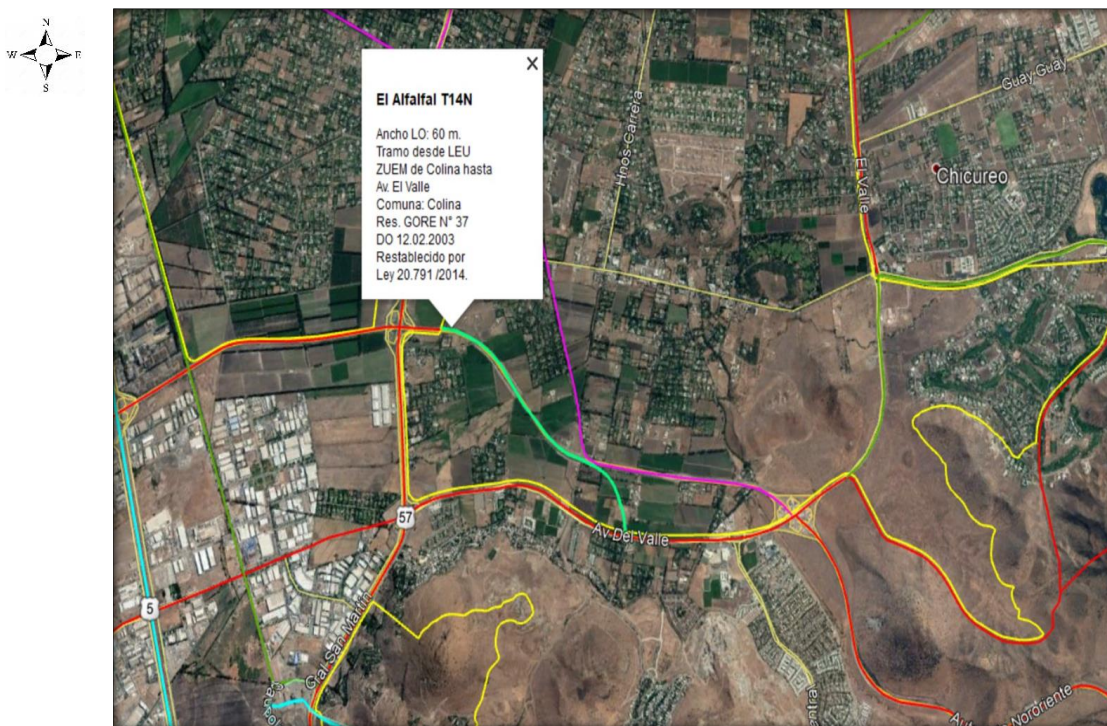 N
W E
S
X
El Alfalfal T14N
Ancho LO: 60 m.
Tramo desde LEU
ZUEM de Colina hasta
Av. El Valle
Comuna: Colina
Res. GORE N° 37
DO 12.02.2003
Restablecido por
Ley 20.791 /2014.
Hnos Carrera
El Valle
Guay Guay
Chicureo
57
Av Del Valle
5
Gral San Martín
Nororiente